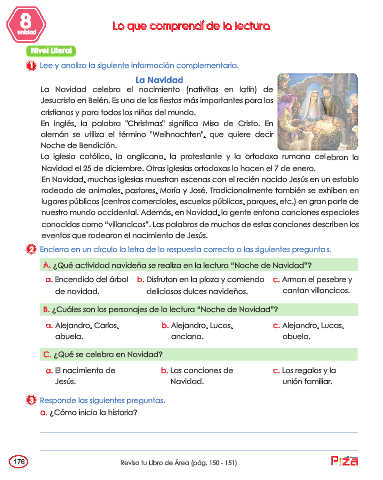 8
unidad
Lo que comprendí de la lectura
Nivel Literal
1 Lee y analiza la siguiente información complementaria.
La Navidad
La Navidad celebra el nacimiento (nativitas en latín) de
Jesucristo en Belén. Es una de las fiestas más importantes para los
cristianos y para todos los niños del mundo.
En inglés, la palabra "Christmas" significa Misa de Cristo. En
alemán se utiliza el término "Weihnachten", que quiere decir
Noche de Bendición.
La iglesia católica, la anglicana, la protestante y la ortodoxa rumana celebran la
Navidad el 25 de diciembre. Otras iglesias ortodoxas lo hacen el 7 de enero.
En Navidad, muchas iglesias muestran escenas con el recién nacido Jesús en un establo
rodeado de animales, pastores, María y José. Tradicionalmente también se exhiben en
lugares públicos (centros comerciales, escuelas públicas, parques, etc.) en gran parte de
nuestro mundo occidental. Además, en Navidad, la gente entona canciones especiales
conocidas como "villancicos". Las palabras de muchas de estas canciones describen los
eventos que rodearon el nacimiento de Jesús.
2 Encierra en un círculo la letra de la respuesta correcta a las siguientes preguntas.
A. ¿Qué actividad navideña se realiza en la lectura "Noche de Navidad"?
a. Encendido del árbol b. Disfrutan en la plaza y comiendo c. Arman el pesebre y
de novidad. deliciosos dulces navideños. cantan villancicos.
B. ¿Cuáles son los personajes de la lectura "Noche de Navidad"?
a. Alejandro, Carlos, b. Alejandro, Lucas, c. Alejandro, Lucas,
abuela. anciana. abuela.
C. ¿Qué se celebra en Navidad?
a. El nacimiento de b. Las canciones de c. Los regalos y la
Jesús. Navidad. unión familiar.
3 Responde las siguientes preguntas.
a. ¿Cómo inicia la historia?
176
Revisa tu Libro de Área (pág. 150 - 151)